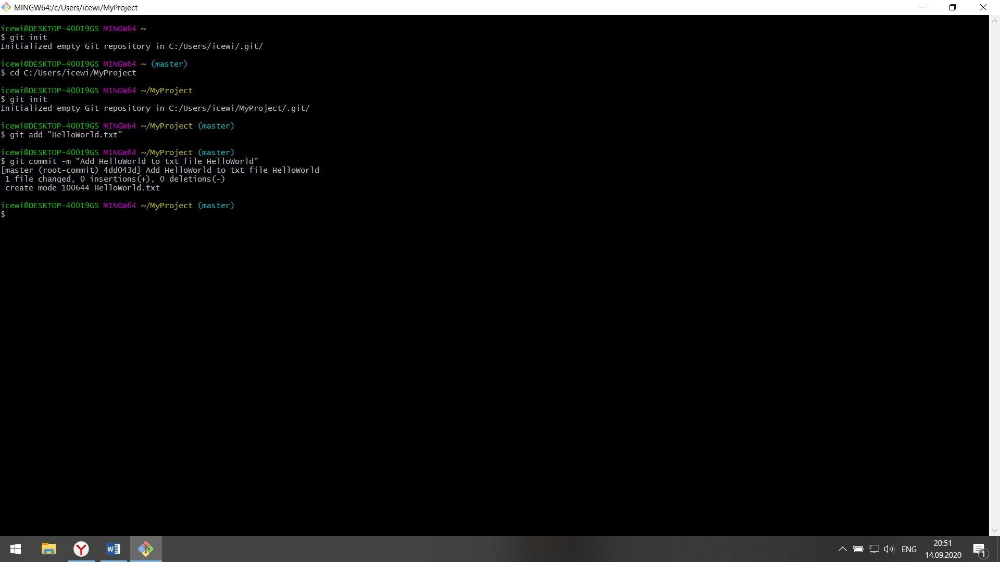 MINGW64:/c/Users/icewi/MyProject
icewi@DESKTOP-400I9GS MINGW64 ~
$ git init
Initialized empty Git repository in C:/Users/icewi/.git/
icewi@DESKTOP-400I9GS MINGW64 ~ (master)
$ cd C:/Users/icewi/MyProject
icewi@DESKTOP-400I9GS MINGW64 ~/MyProject
$ git init
Initialized empty Git repository in C:/Users/icewi/MyProject/.git/
icewi@DESKTOP-400I9GS MINGW64 ~/MyProject (master)
$ git add "HelloWorld.txt"
icewi@DESKTOP-400I9GS MINGW64 ~/MyProject (master)
$ git commit -m "Add HelloWorld to txt file HelloWorld"
[master (root-commit) 4dd043d] Add HelloWorld to txt file HelloWorld
 1 file changed, 0 insertions(+), 0 deletions(-)
 create mode 100644 HelloWorld.txt
icewi@DESKTOP-400I9GS MINGW64 ~/MyProject (master)
$
ENG
20:51
14.09.2020
1